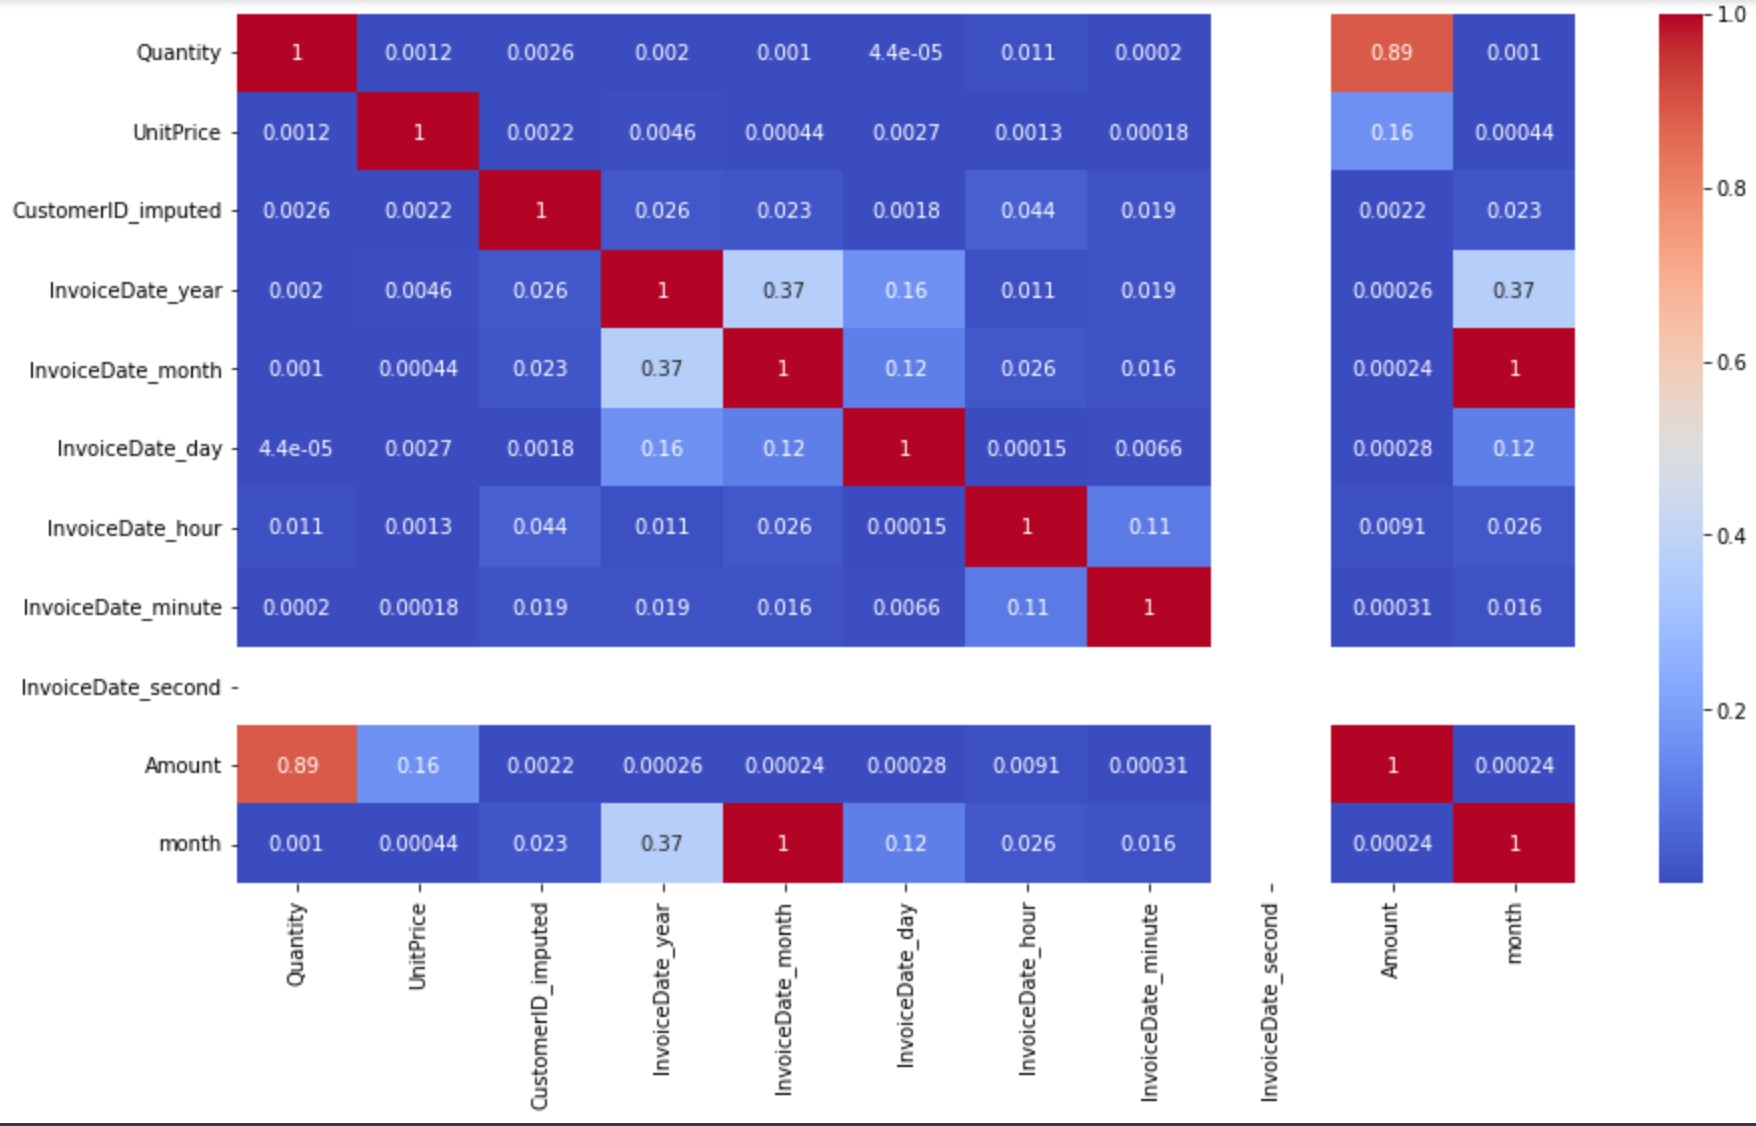 Quantity 1 0.0012 0.0026 0.002 0.001 4.4e-05 0.011 0.0002 0.89 0.001
UnitPrice 0.0012 1 0.0022 0.0046 0.00044 0.0027 0.0013 0.00018 0.16 0.00044
CustomerID_imputed 0.0026 0.0022 1 0.026 0.023 0.0018 0.044 0.019 0.0022 0.023
InvoiceDate_year 0.002 0.0046 0.026 1 0.37 0.16 0.011 0.019 0.00026 0.37
InvoiceDate_month 0.001 0.00044 0.023 0.37 1 0.12 0.026 0.016 0.00024 1
InvoiceDate_day 4.4e-05 0.0027 0.0018 0.16 0.12 1 0.00015 0.0066 0.00028 0.12
InvoiceDate_hour 0.011 0.0013 0.044 0.011 0.026 0.00015 1 0.11 0.0091 0.026
InvoiceDate_minute 0.0002 0.00018 0.019 0.019 0.016 0.0066 0.11 1 0.00031 0.016
InvoiceDate_second
Amount 0.89 0.16 0.0022 0.00026 0.00024 0.00028 0.0091 0.00031 1 0.00024
month 0.001 0.00044 0.023 0.37 1 0.12 0.026 0.016 0.00024 1
Quantity
UnitPrice
CustomerID_imputed
InvoiceDate_year
InvoiceDate_month
InvoiceDate_day
InvoiceDate_hour
InvoiceDate_minute
InvoiceDate_second
Amount
month
1.0
0.8
0.6
0.4
0.2